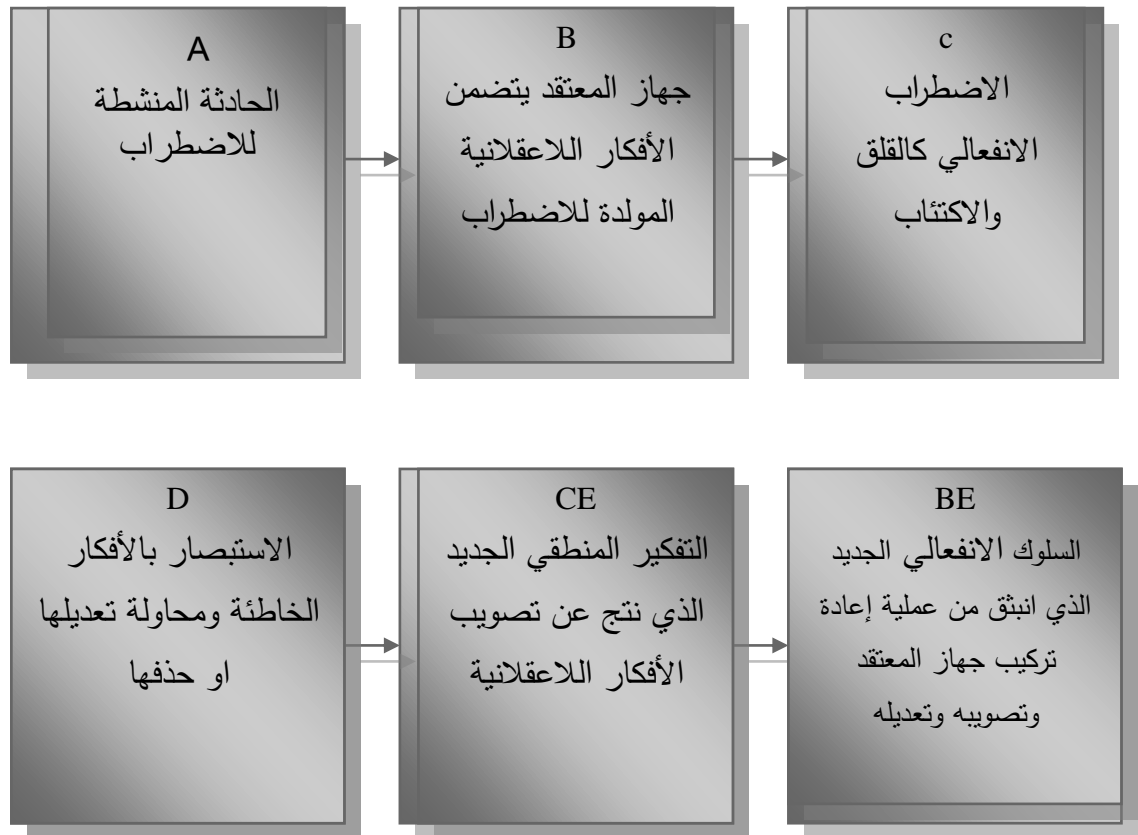 A
الحادثة المنشطة
للاضطراب
B
جهاز المعتقد يتضمن
الأفكار اللاعقلانية
المولدة للاضطراب
c
الاضطراب
الانفعالي كالقلق
والاكتئاب
D
الاستبصار بالأفكار
الخاطئة ومحاولة تعديلها
او حذفها
CE
التفكير المنطقي الجديد
الذي نتج عن تصويب
الأفكار اللاعقلانية
BE
السلوك الانفعالي الجديد
الذي انبثق من عملية إعادة
تركيب جهاز المعتقد
وتصويبه وتعديله